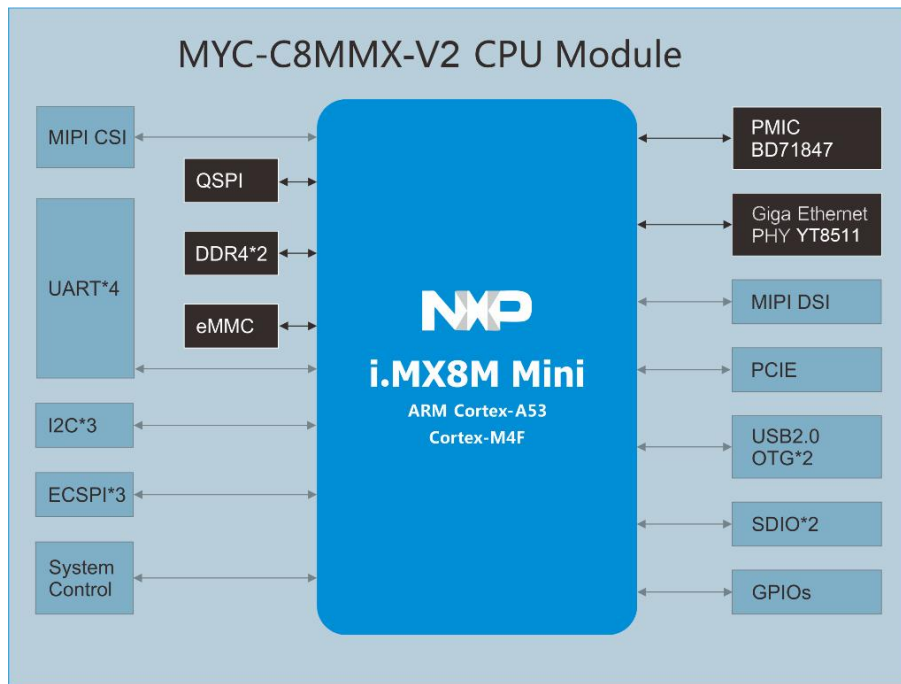 MYC-C8MMX-V2 CPU Module
MIPI CSI
QSPI
UART*4
DDR4*2
eMMC
I2C*3
ECSPI*3
System
Control
NXP
i.MX8M Mini
ARM Cortex-A53
Cortex-M4F
PMIC
BD71847
Giga Ethernet
PHY YT8511
MIPI DSI
PCIE
USB2.0
OTG*2
SDIO*2
GPIOs